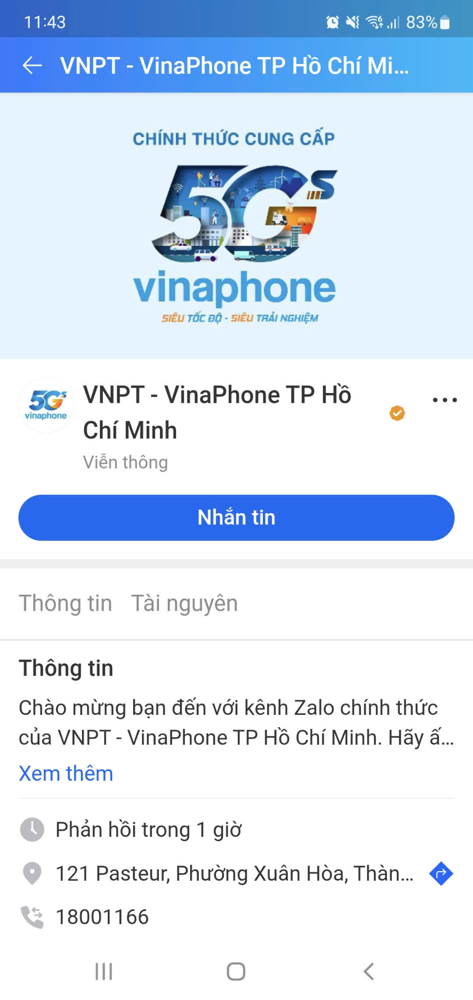 11:43
83%
VNPT - VinaPhone TP Hồ Chí Mi...
CHÍNH THỨC CUNG CẤP
5Gs
vinaphone
SIÊU TỐC ĐỘ - SIÊU TRẢI NGHIỆM
5Gs
vinaphone
VNPT - VinaPhone TP Hồ
Chí Minh
Viễn thông
Nhắn tin
Thông tin Tài nguyên
Thông tin
Chào mừng bạn đến với kênh Zalo chính thức
của VNPT - VinaPhone TP Hồ Chí Minh. Hãy ấ...
Xem thêm
Phản hồi trong 1 giờ
121 Pasteur, Phường Xuân Hòa, Thàn...
18001166